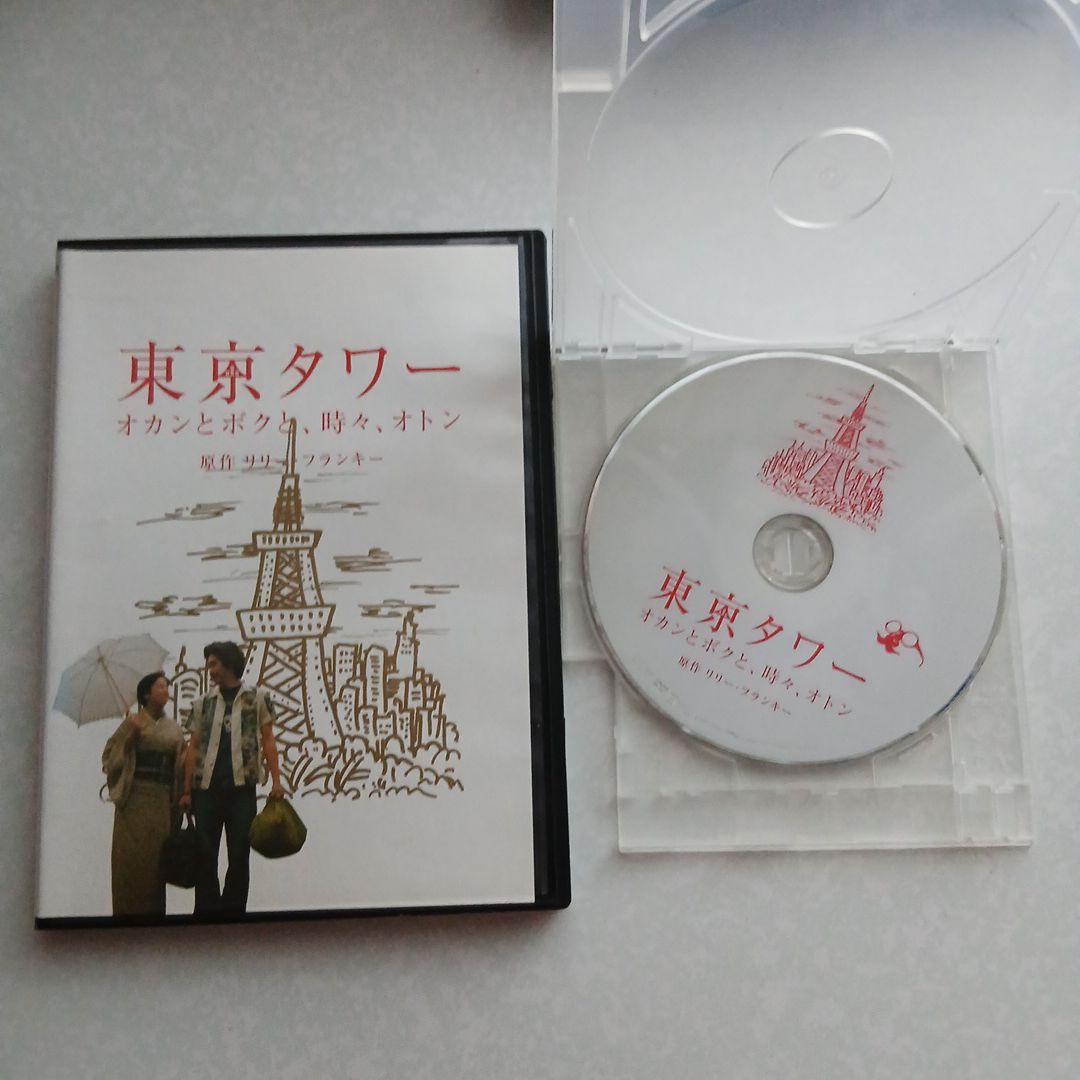 東京タワー
オカンとボクと、時々、オトン
原作 リリー・フランキー
東京タワー
オカンとボクと、時々、オトン
原作 リリー・フランキー